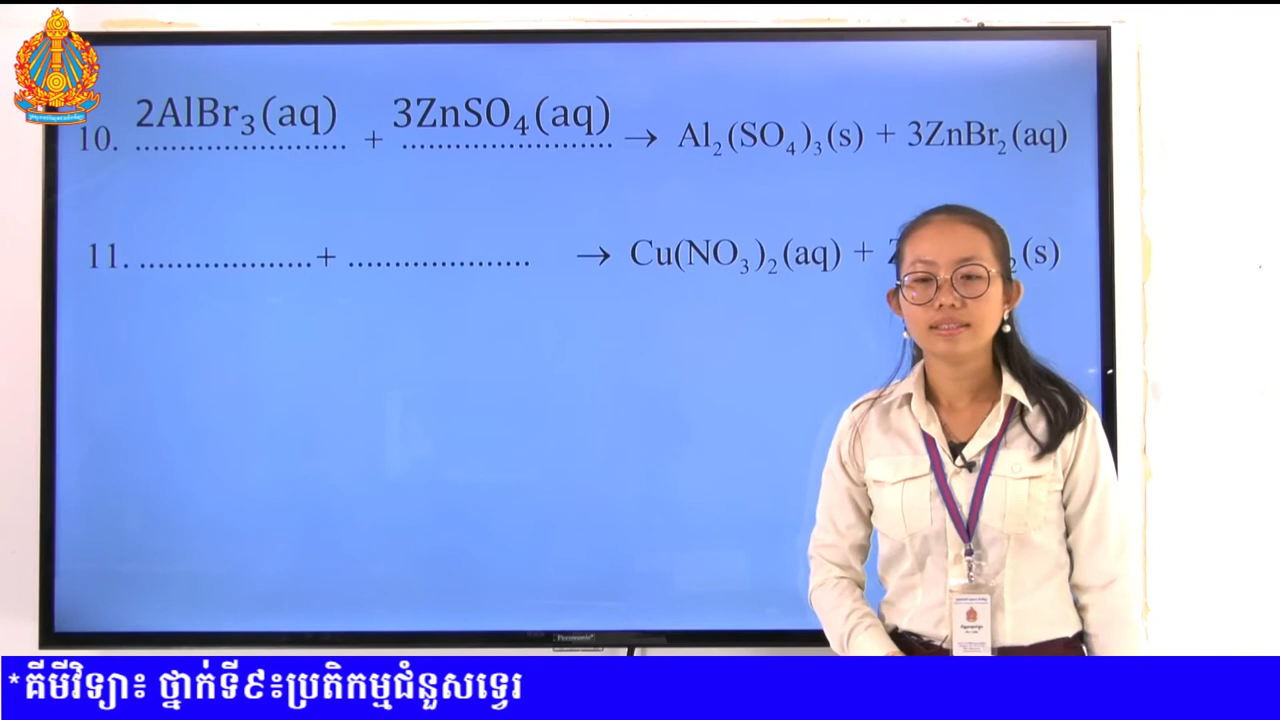 2AlBr₃(aq) 3ZnSO₄(aq)
10. ........................ + ........................ → Al₂(SO₄)₃(s) + 3ZnBr₂(aq)
11. ................... + .................... → Cu(NO₃)₂(aq) + ₂(s)
*គីមីវិទ្យា៖ ថ្នាក់ទី៩៖ប្រតិកម្មជំនួសទ្វេរ